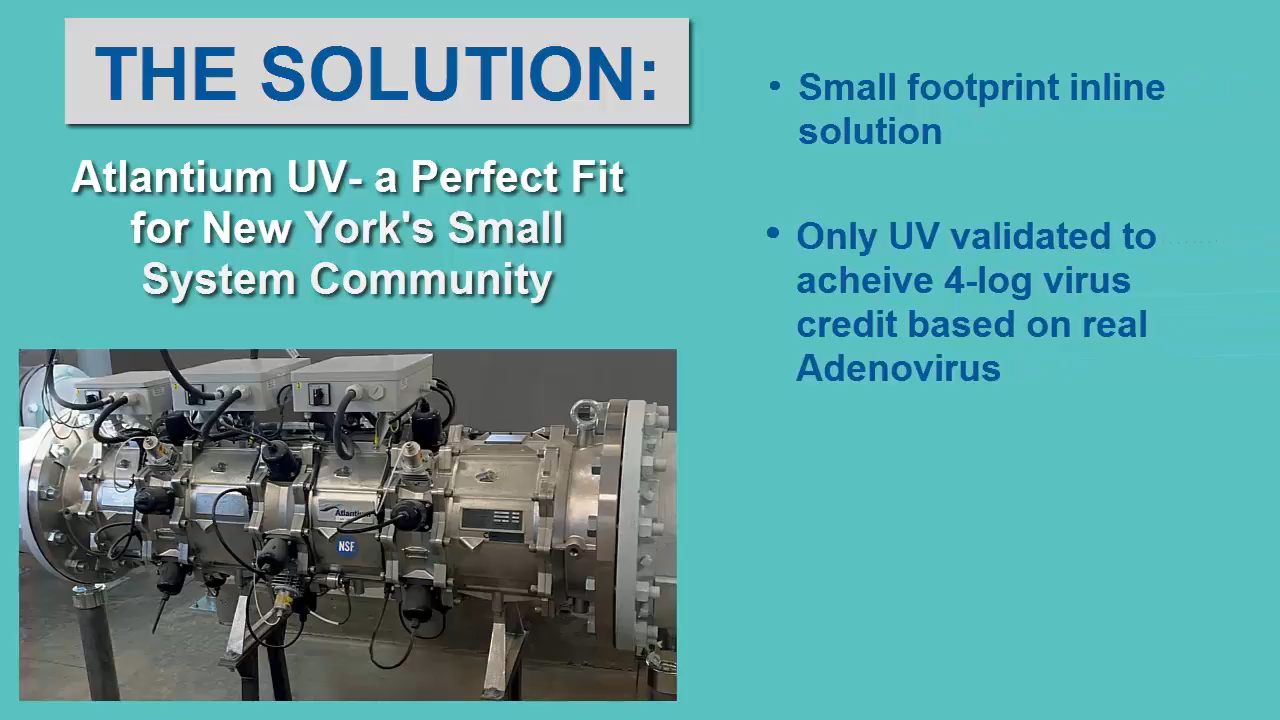 THE SOLUTION:
Atlantium UV- a Perfect Fit
for New York's Small
System Community
• Small footprint inline
solution
• Only UV validated to
acheive 4-log virus
credit based on real
Adenovirus
Atlantium
NSF